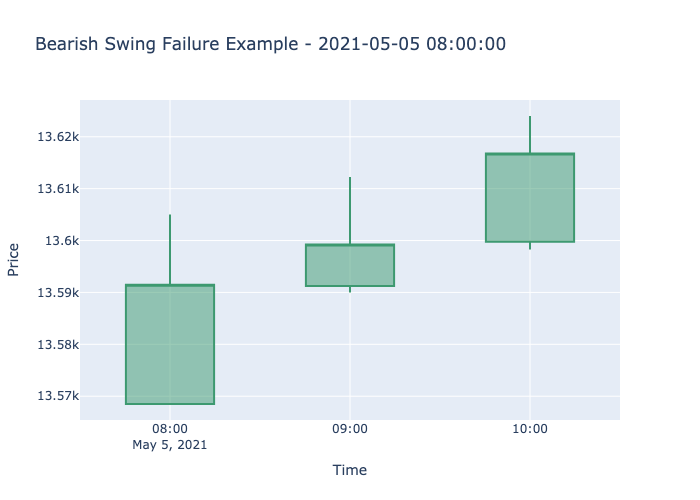 Bearish Swing Failure Example - 2021-05-05 08:00:00
13.62k
13.61k
13.6k
13.59k
13.58k
13.57k
Price
08:00
May 5, 2021
09:00
10:00
Time